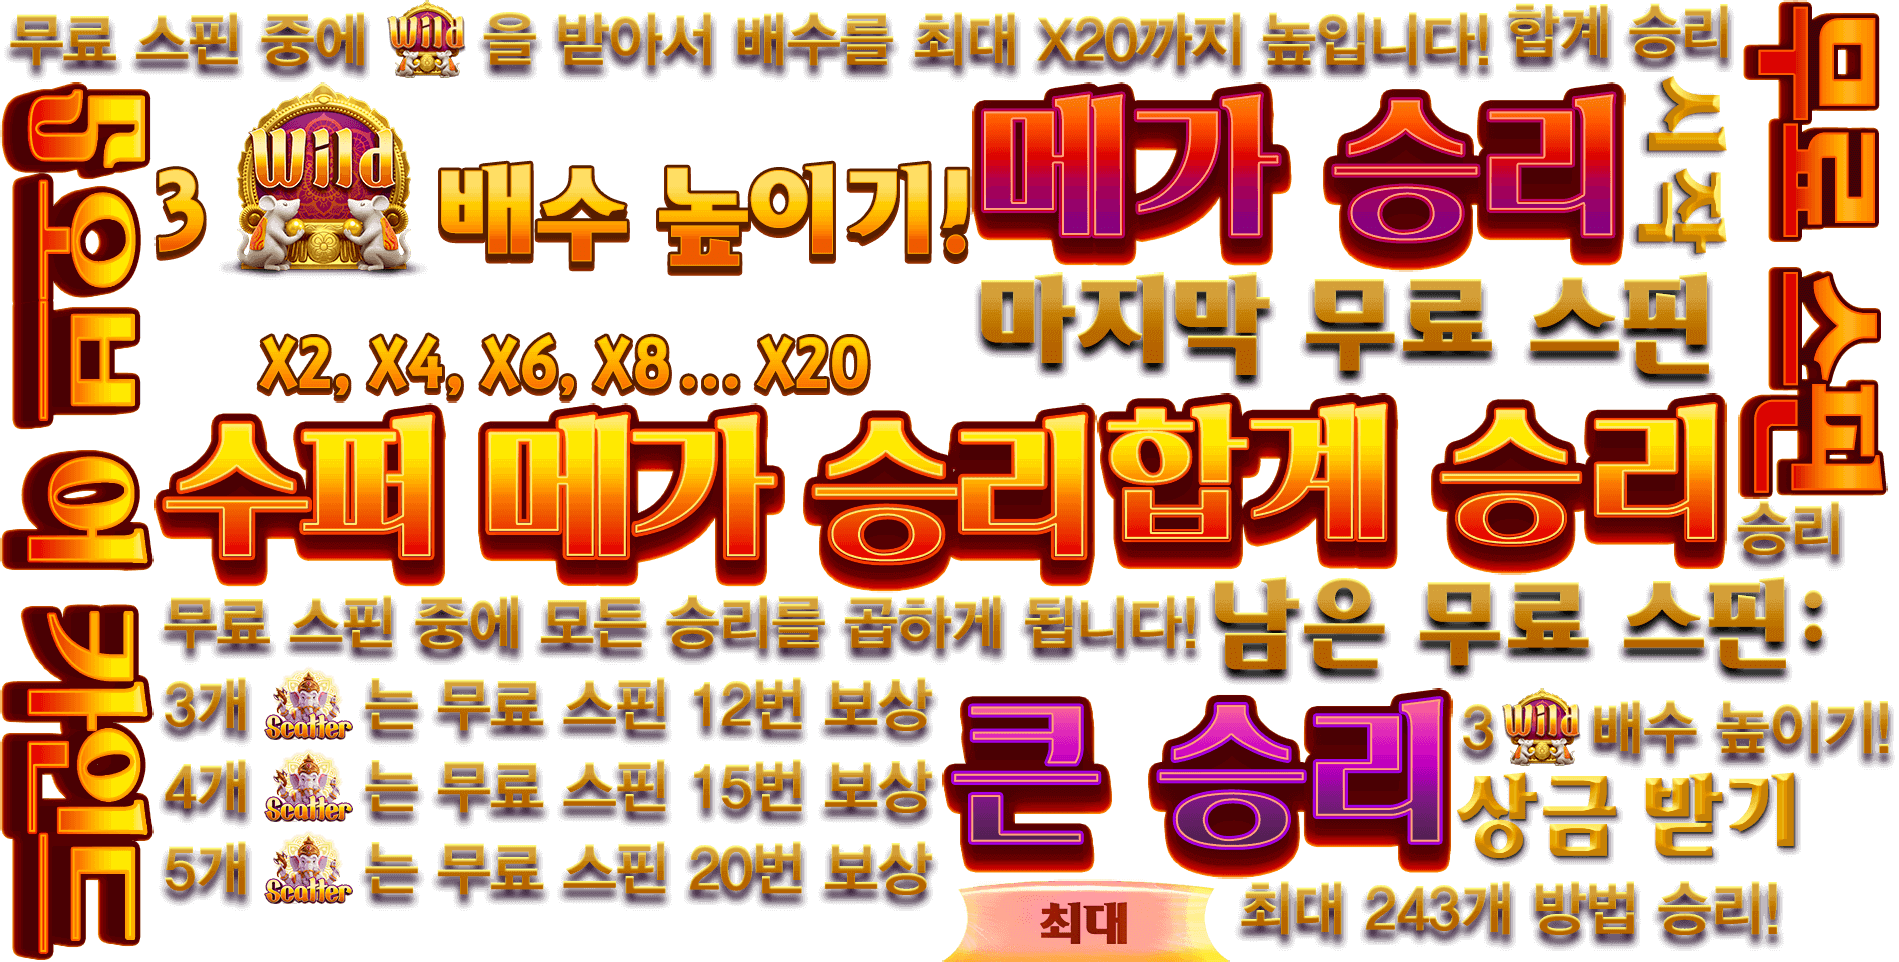 무료 스핀 중에 Wild 을 받아서 배수를 최대 X20까지 높입니다!
합계 승리
무료 스핀
5 오브 어 카인드
3 Wild 배수 높이기!
메가 승리
시작
마지막 무료 스핀
X2, X4, X6, X8... X20
수퍼 메가 승리
합계 승리
승리
무료 스핀 중에 모든 승리를 곱하게 됩니다!
남은 무료 스핀:
3개 Scatter 는 무료 스핀 12번 보상
4개 Scatter 는 무료 스핀 15번 보상
5개 Scatter 는 무료 스핀 20번 보상
큰 승리
3 Wild 배수 높이기!
상금 받기
최대
최대 243개 방법 승리!